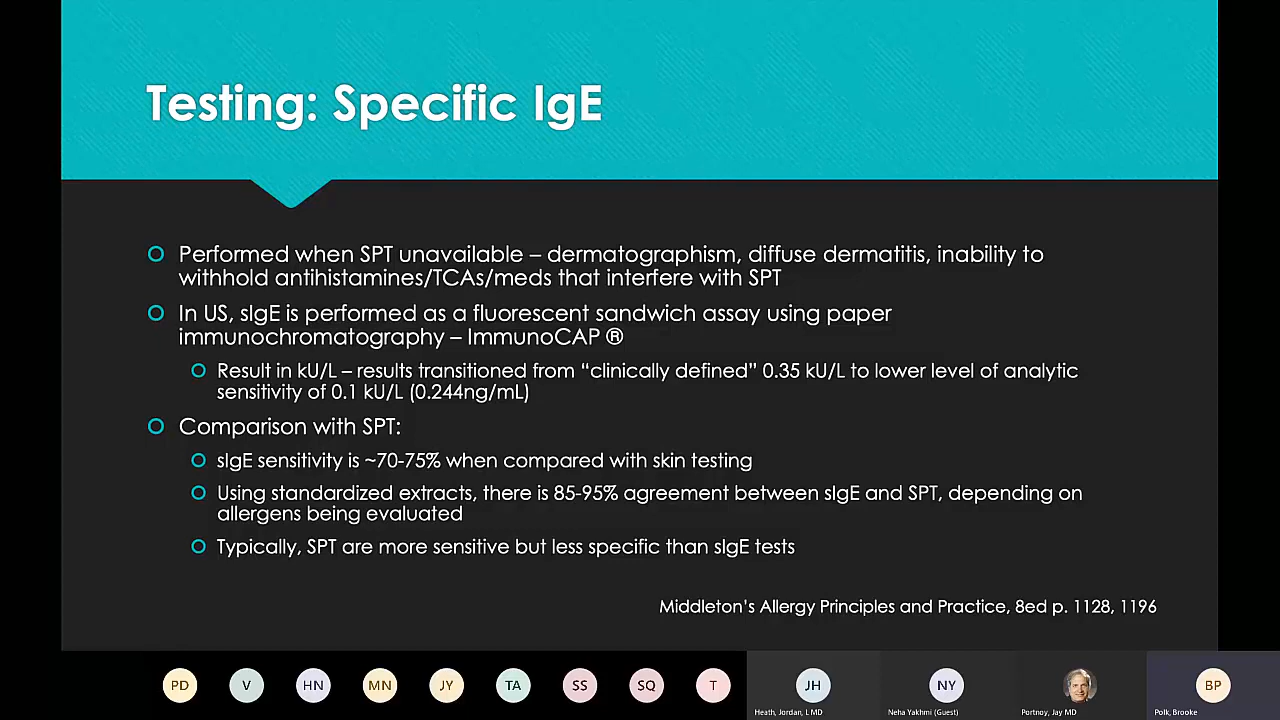 Testing: Specific IgE
Performed when SPT unavailable – dermatographism, diffuse dermatitis, inability to
withhold antihistamines/TCAs/meds that interfere with SPT
In US, sIgE is performed as a fluorescent sandwich assay using paper
immunochromatography – ImmunoCAP ®
Result in kU/L – results transitioned from “clinically defined” 0.35 kU/L to lower level of analytic
sensitivity of 0.1 kU/L (0.244ng/mL)
Comparison with SPT:
sIgE sensitivity is ~70-75% when compared with skin testing
Using standardized extracts, there is 85-95% agreement between sIgE and SPT, depending on
allergens being evaluated
Typically, SPT are more sensitive but less specific than sIgE tests
Middleton’s Allergy Principles and Practice, 8ed p. 1128, 1196
PD V HN MN JY TA SS SQ T JH NY BP
Heath, Jordan, L MD Neha Yakhmi (Guest) Portnoy, Jay MD Polk, Brooke